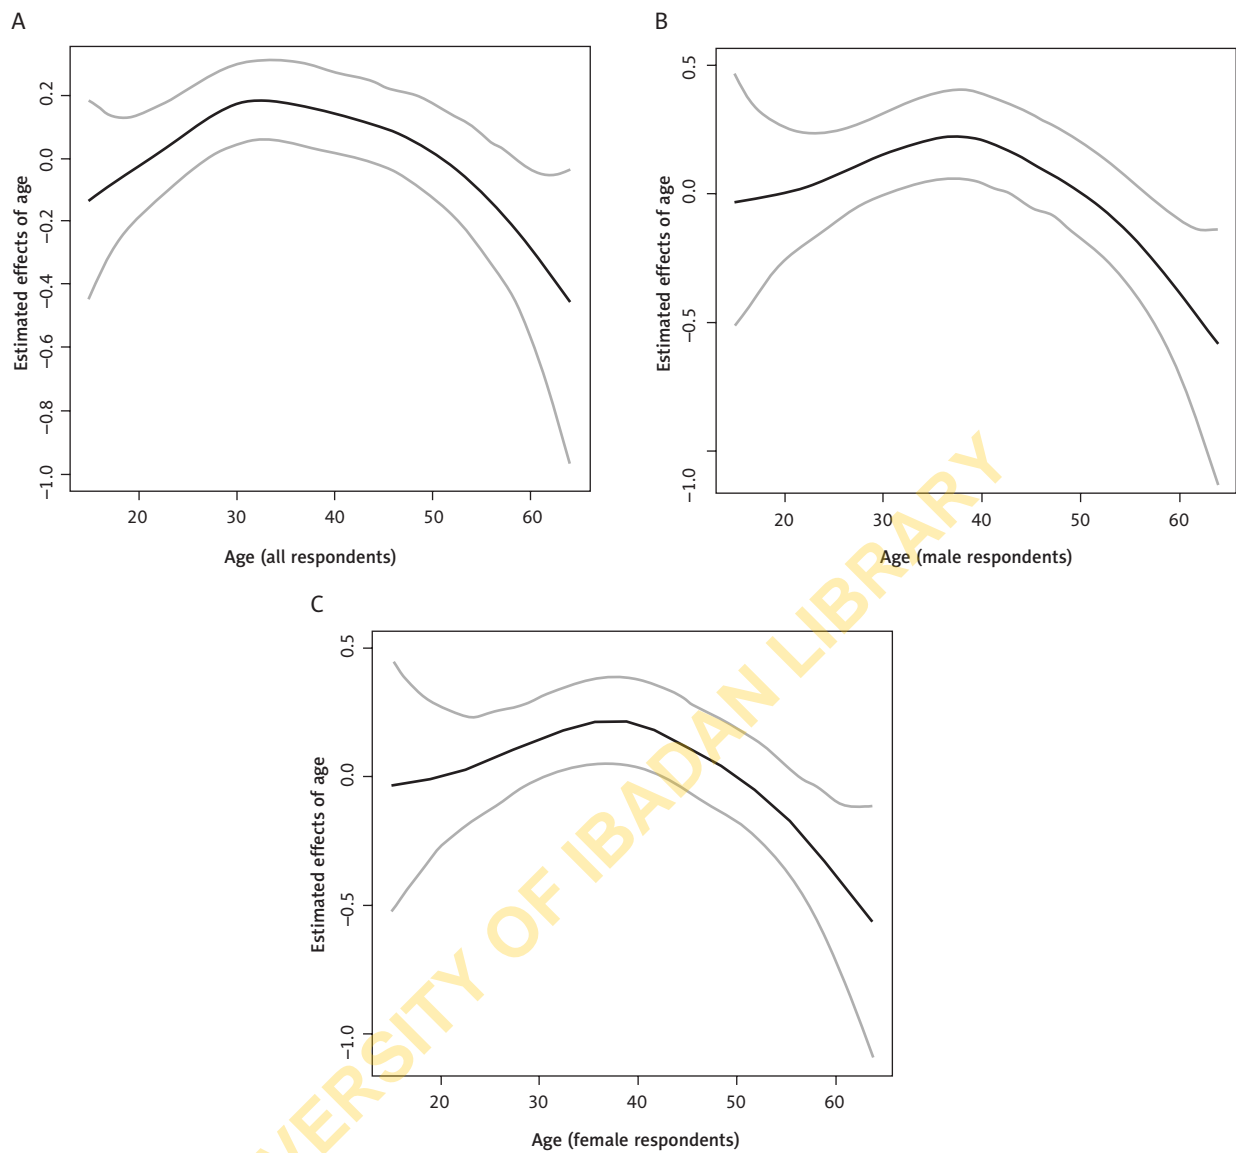 A
Estimated effects of age
0.2
0.0
−0.2
−0.4
−0.6
−0.8
−1.0
20 30 40 50 60
Age (all respondents)
B
Estimated effects of age
0.5
0.0
−0.5
−1.0
20 30 40 50 60
Age (male respondents)
C
Estimated effects of age
0.5
0.0
−0.5
−1.0
20 30 40 50 60
Age (female respondents)
VERSITY OF IBADAN LIBRARY